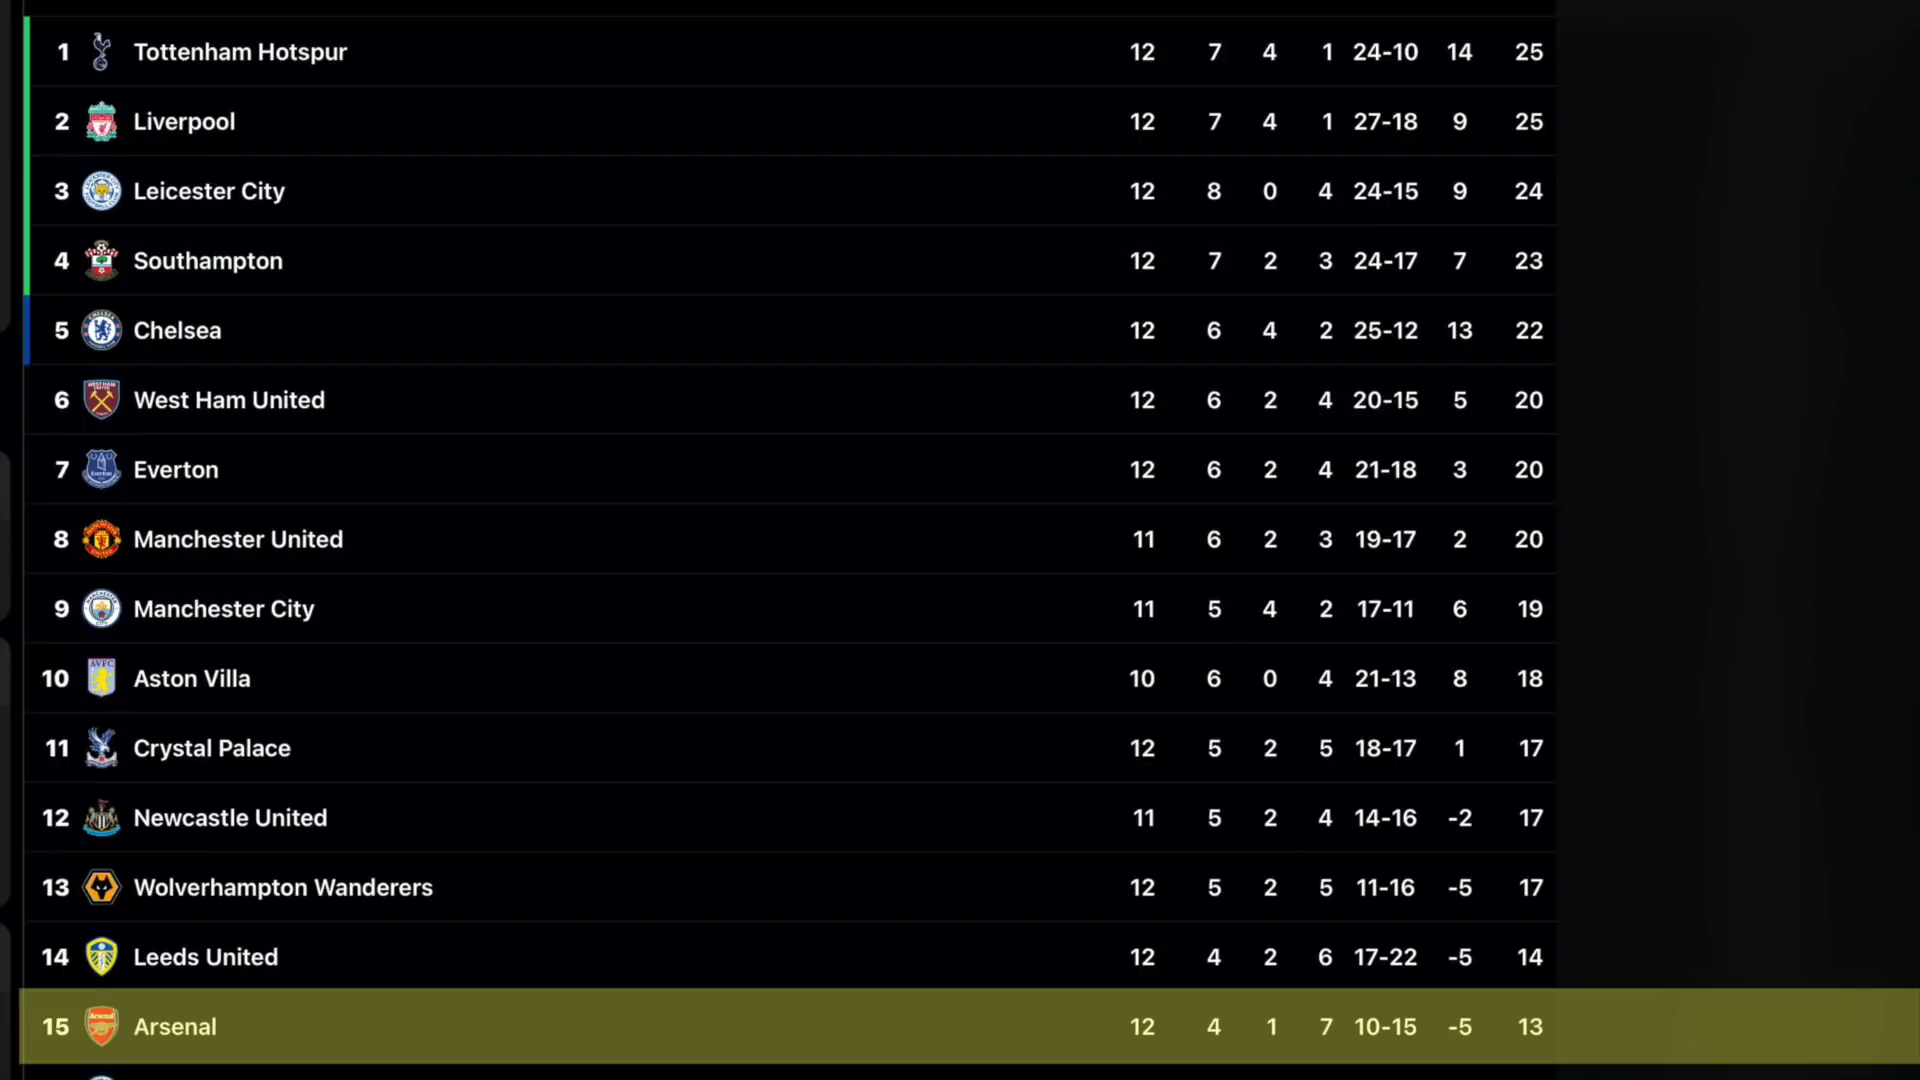 1 Tottenham Hotspur 12 7 4 1 24-10 14 25
2 Liverpool 12 7 4 1 27-18 9 25
3 Leicester City 12 8 0 4 24-15 9 24
4 Southampton 12 7 2 3 24-17 7 23
5 Chelsea 12 6 4 2 25-12 13 22
6 West Ham United 12 6 2 4 20-15 5 20
7 Everton 12 6 2 4 21-18 3 20
8 Manchester United 11 6 2 3 19-17 2 20
9 Manchester City 11 5 4 2 17-11 6 19
10 Aston Villa 10 6 0 4 21-13 8 18
11 Crystal Palace 12 5 2 5 18-17 1 17
12 Newcastle United 11 5 2 4 14-16 -2 17
13 Wolverhampton Wanderers 12 5 2 5 11-16 -5 17
14 Leeds United 12 4 2 6 17-22 -5 14
15 Arsenal 12 4 1 7 10-15 -5 13